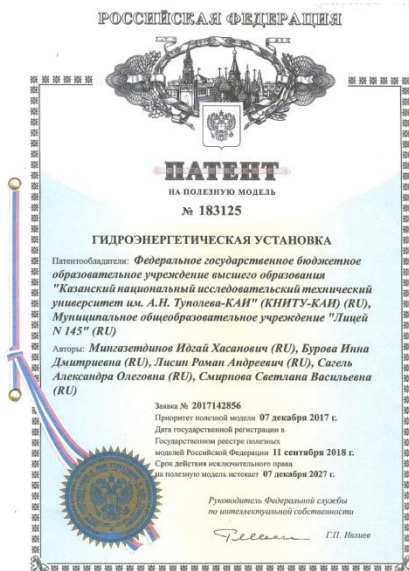 РОССИЙСКАЯ ФЕДЕРАЦИЯ
ПАТЕНТ
НА ПОЛЕЗНУЮ МОДЕЛЬ
№ 183125
ГИДРОЭНЕРГЕТИЧЕСКАЯ УСТАНОВКА
Патентообладатели: Федеральное государственное бюджетное
образовательное учреждение высшего образования
"Казанский национальный исследовательский технический
университет им. А.Н. Туполева-КАИ" (КНИТУ-КАИ) (RU),
Муниципальное общеобразовательное учреждение "Лицей
N 145" (RU)
Авторы: Мингазетдинов Идгай Хасанович (RU), Бурова Инна
Дмитриевна (RU), Лисин Роман Андреевич (RU), Сагель
Александра Олеговна (RU), Смирнова Светлана Васильевна
(RU)
Заявка № 2017142856
Приоритет полезной модели 07 декабря 2017 г.
Дата государственной регистрации в
Государственном реестре полезных
моделей Российской Федерации 11 сентября 2018 г.
Срок действия исключительного права
на полезную модель истекает 07 декабря 2027 г.
Руководитель Федеральной службы
по интеллектуальной собственности
Г.П. Ивлиев